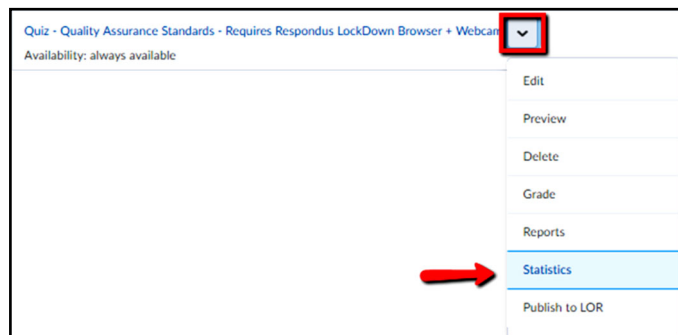 Quiz - Quality Assurance Standards - Requires Respondus LockDown Browser + Webcam
Availability: always available
Edit
Preview
Delete
Grade
Reports
Statistics
Publish to LOR